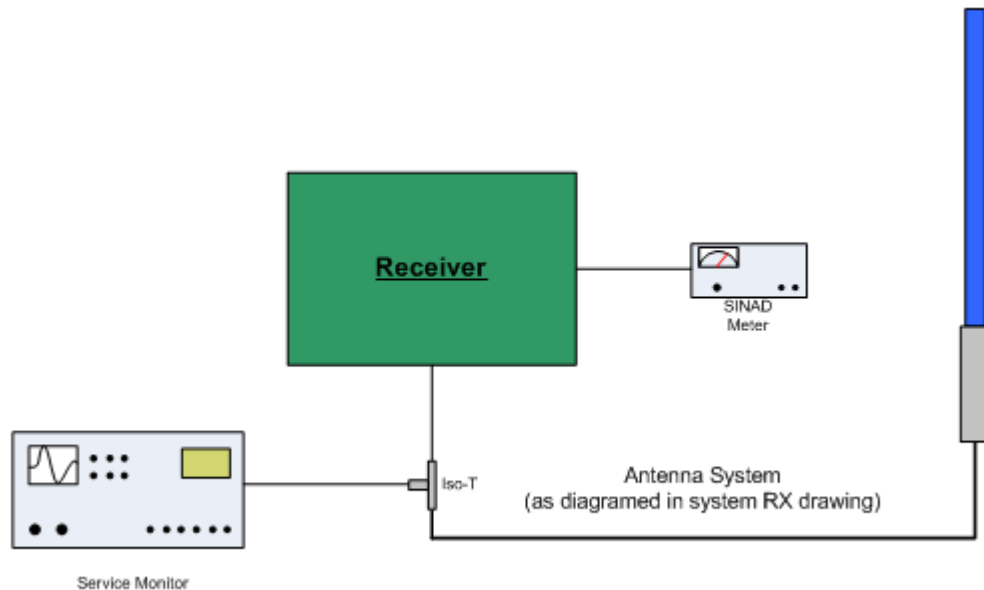 Receiver
SINAD
Meter
Iso-T
Antenna System
(as diagramed in system RX drawing)
Service Monitor